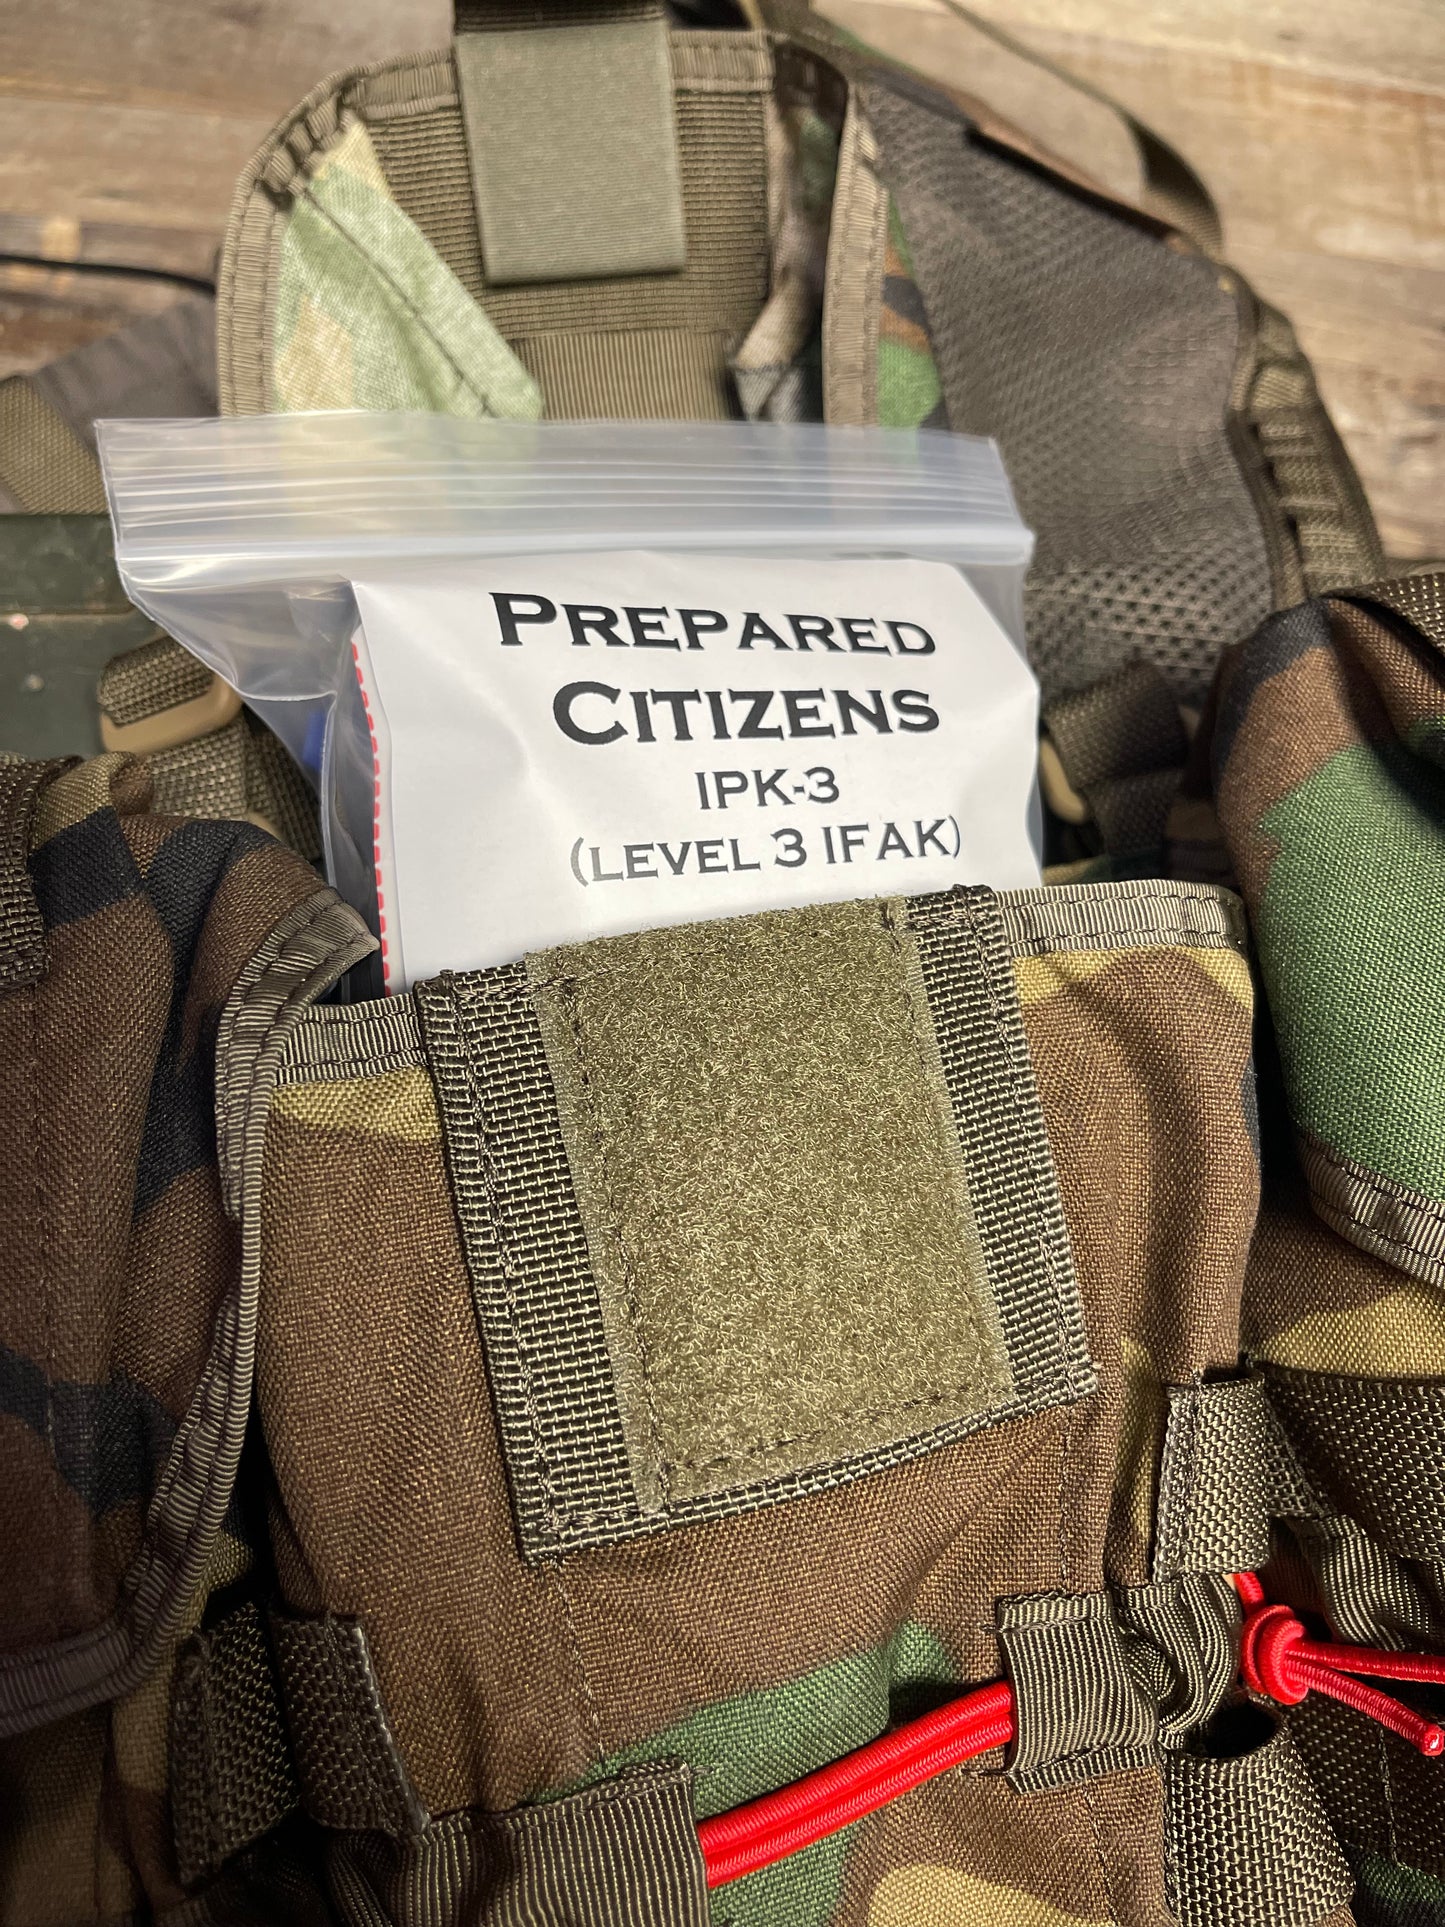 PREPARED
CITIZENS
IPK-3
(LEVEL 3 IFAK)